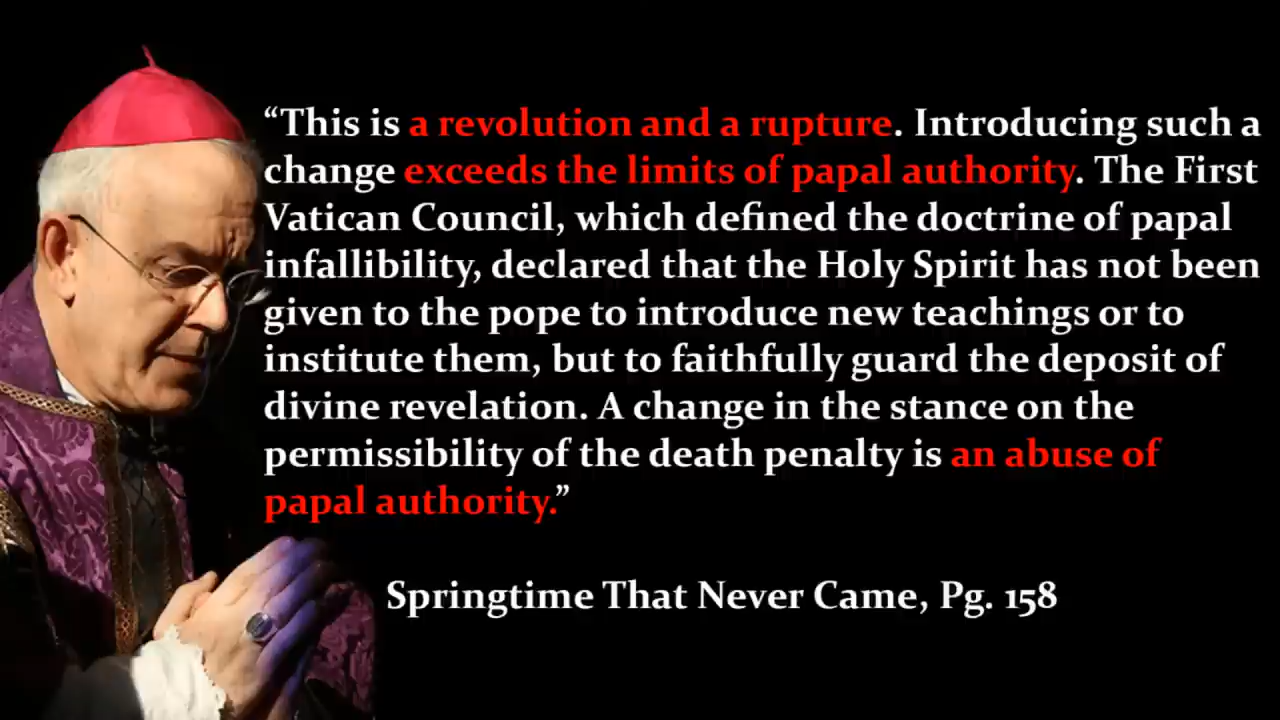 “This is a revolution and a rupture. Introducing such a
change exceeds the limits of papal authority. The First
Vatican Council, which defined the doctrine of papal
infallibility, declared that the Holy Spirit has not been
given to the pope to introduce new teachings or to
institute them, but to faithfully guard the deposit of
divine revelation. A change in the stance on the
permissibility of the death penalty is an abuse of
papal authority.”
Springtime That Never Came, Pg. 158